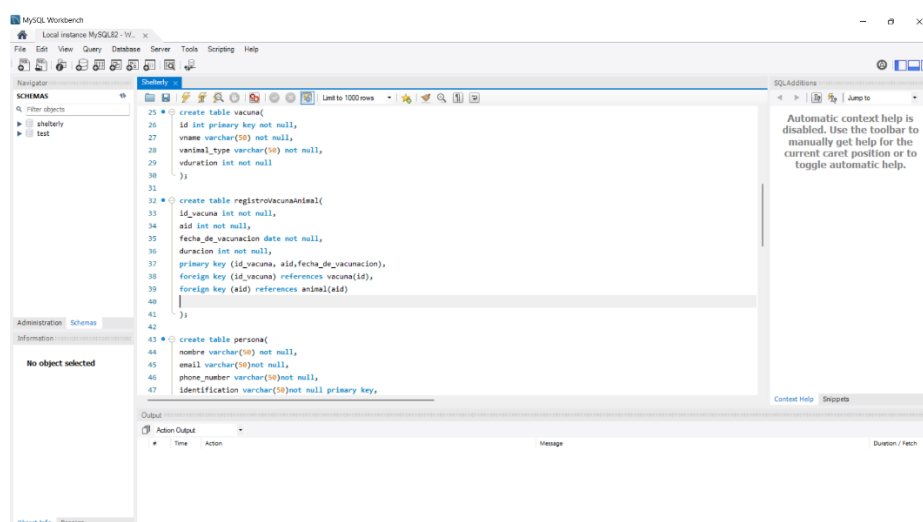 MySQL Workbench
Local instance MySQL82 - W... ×
File Edit View Query Database Server Tools Scripting Help
Navigator
SCHEMAS
Filter objects
shelterly
test
Administration Schemas
Information
No object selected
Shelterly ×
Limit to 1000 rows
25 create table vacuna(
26 id int primary key not null,
27 vname varchar(50) not null,
28 vanimal_type varchar(50) not null,
29 vduration int not null
30 );
31
32 create table registroVacunaAnimal(
33 id_vacuna int not null,
34 aid int not null,
35 fecha_de_vacunacion date not null,
36 duracion int not null,
37 primary key (id_vacuna, aid,fecha_de_vacunacion),
38 foreign key (id_vacuna) references vacuna(id),
39 foreign key (aid) references animal(aid)
40
41 );
42
43 create table persona(
44 nombre varchar(50) not null,
45 email varchar(50)not null,
46 phone_number varchar(50)not null,
47 identification varchar(50)not null primary key,
SQLAdditions
Jump to
Automatic context help is
disabled. Use the toolbar to
manually get help for the
current caret position or to
toggle automatic help.
Context Help Snippets
Output
Action Output
# Time Action Message Duration / Fetch